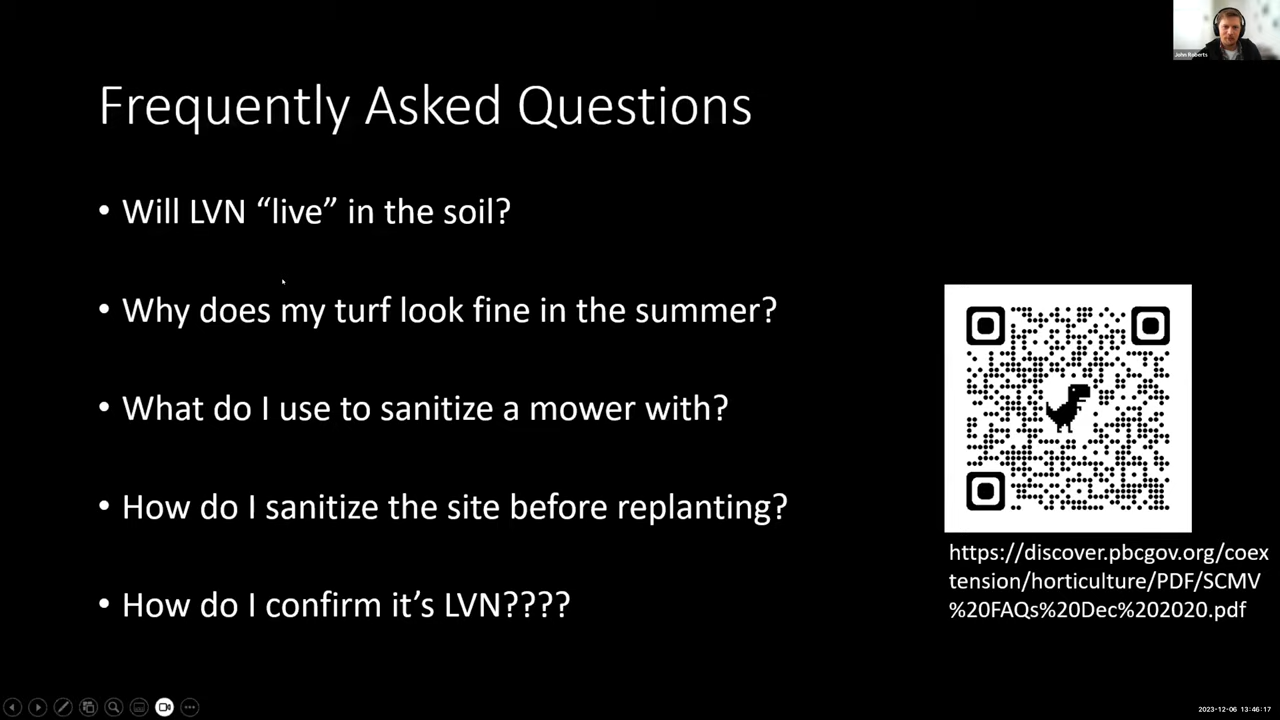 John Roberts
Frequently Asked Questions
• Will LVN “live” in the soil?
• Why does my turf look fine in the summer?
• What do I use to sanitize a mower with?
• How do I sanitize the site before replanting?
• How do I confirm it’s LVN????
https://discover.pbcgov.org/coex
tension/horticulture/PDF/SCMV
%20FAQs%20Dec%202020.pdf
2023-12-06 13:46:17